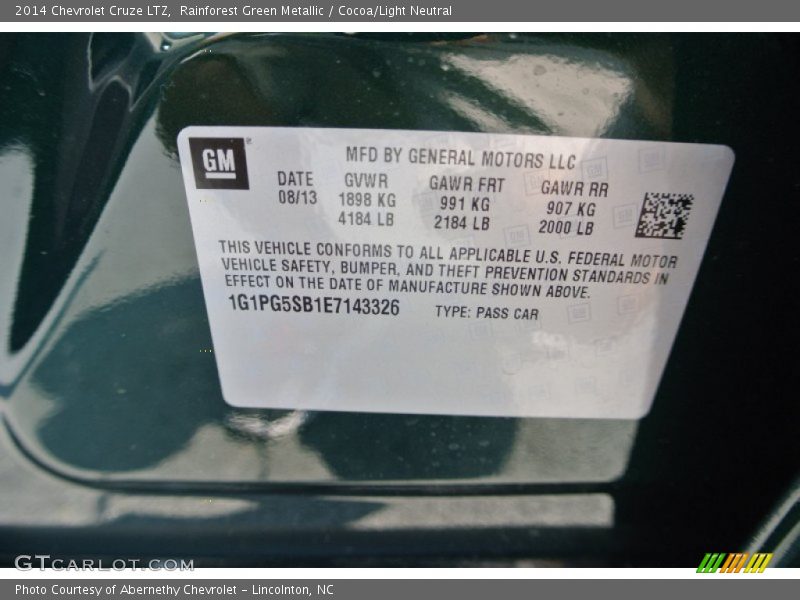 2014 Chevrolet Cruze LTZ,  Rainforest Green Metallic / Cocoa/Light Neutral
GM
MFD BY GENERAL MOTORS LLC
DATE GVWR GAWR FRT GAWR RR
08/13 1898 KG 991 KG 907 KG
4184 LB 2184 LB 2000 LB
THIS VEHICLE CONFORMS TO ALL APPLICABLE U.S. FEDERAL MOTOR
VEHICLE SAFETY, BUMPER, AND THEFT PREVENTION STANDARDS IN
EFFECT ON THE DATE OF MANUFACTURE SHOWN ABOVE.
1G1PG5SB1E7143326 TYPE: PASS CAR
GTCARLOT.COM
Photo Courtesy of Abernethy Chevrolet – Lincolnton, NC